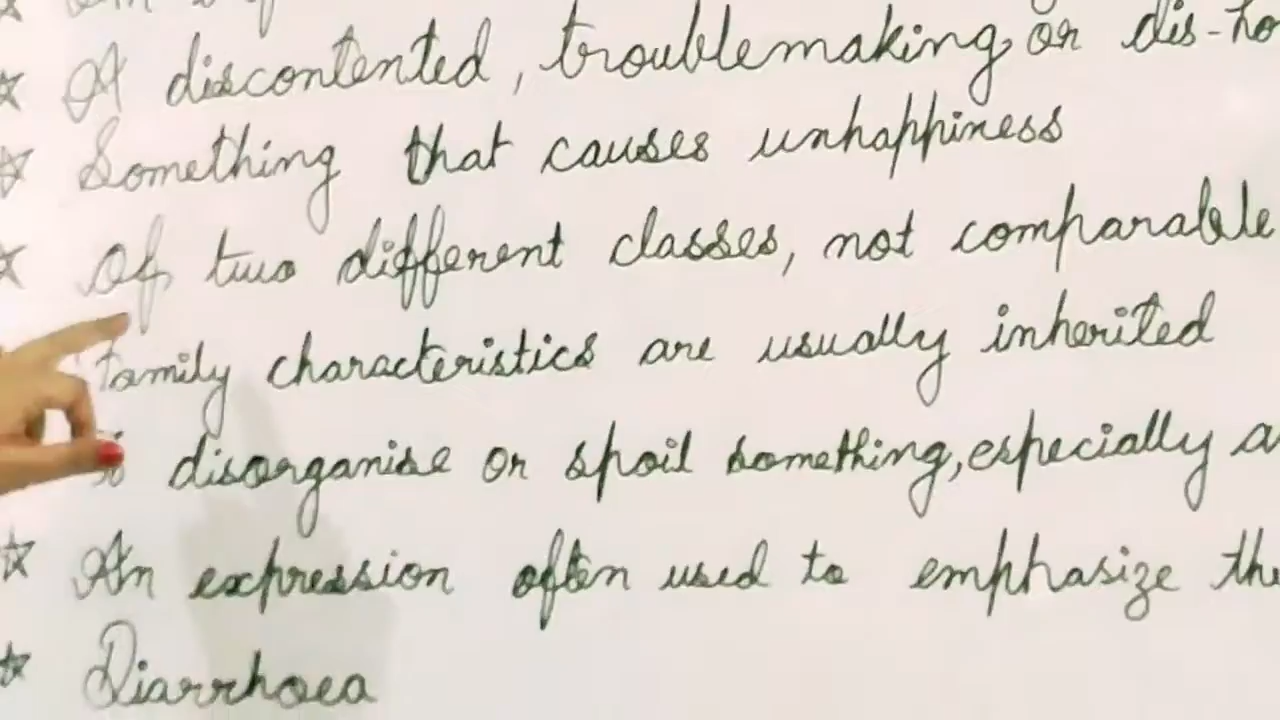 A discontented, troublemaking, or dis-ho
Something that causes unhappiness
Of two different classes, not comparable
family characteristics are usually inherited
disorganise or spoil something, especially a
An expression often used to emphasize the
Diarrhoea